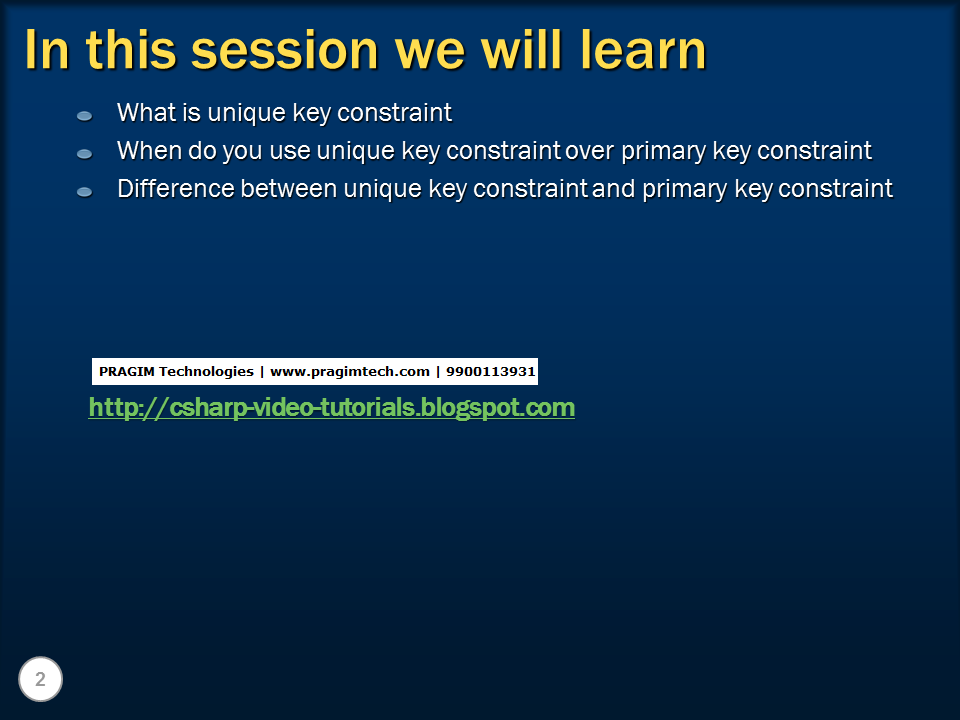 In this session we will learn
What is unique key constraint
When do you use unique key constraint over primary key constraint
Difference between unique key constraint and primary key constraint
PRAGIM Technologies | www.pragimtech.com | 9900113931
http://csharp-video-tutorials.blogspot.com
2